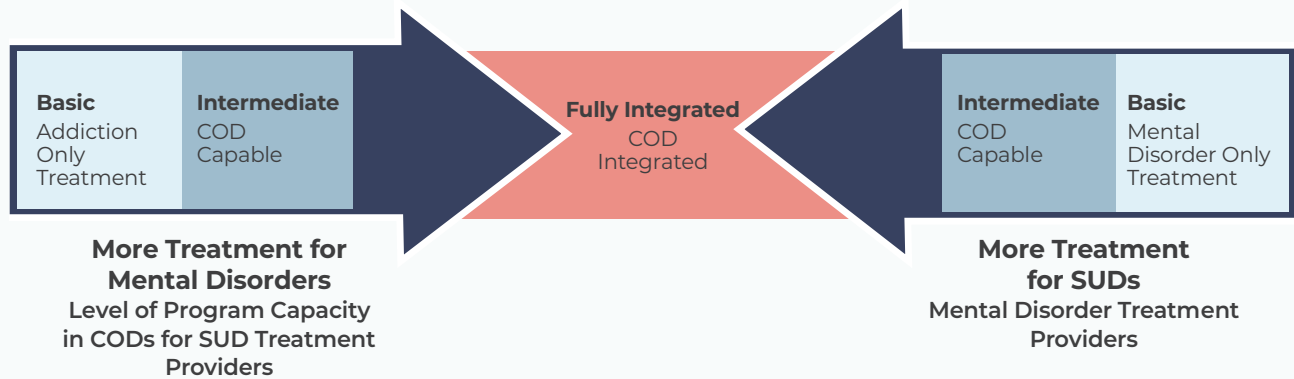 Basic
Addiction
Only
Treatment
Intermediate
COD
Capable
Fully Integrated
COD
Integrated
Intermediate
COD
Capable
Basic
Mental
Disorder Only
Treatment
More Treatment for
Mental Disorders
Level of Program Capacity
in CODs for SUD Treatment
Providers
More Treatment
for SUDs
Mental Disorder Treatment
Providers